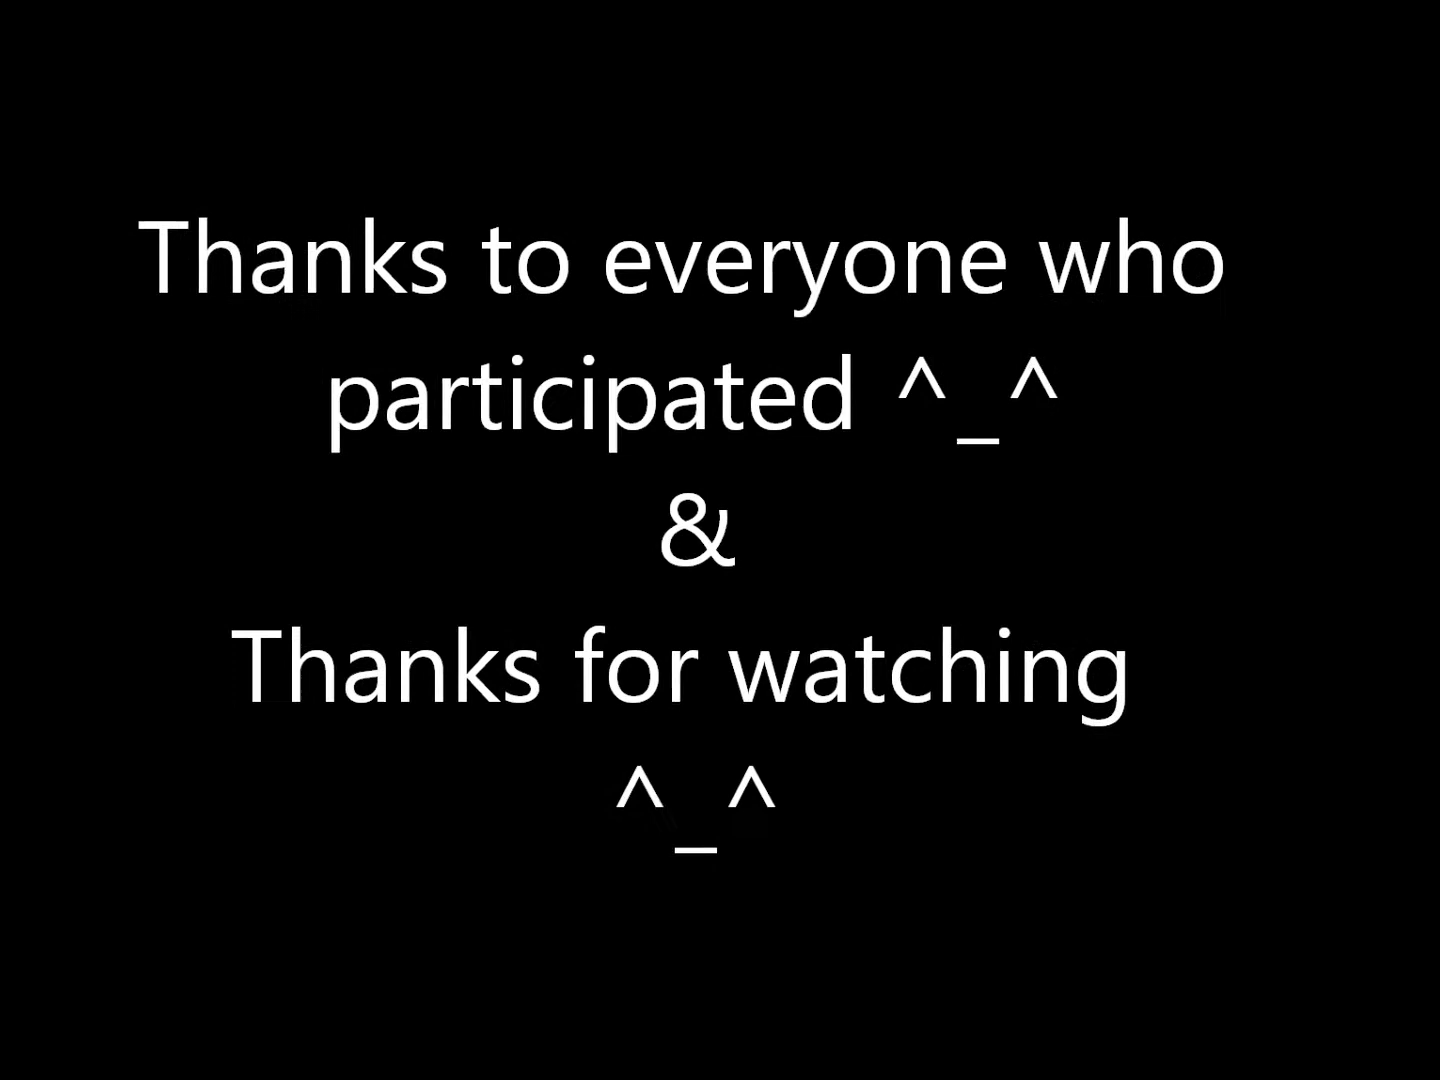 Thanks to everyone who
participated ^_^
&
Thanks for watching
^_^